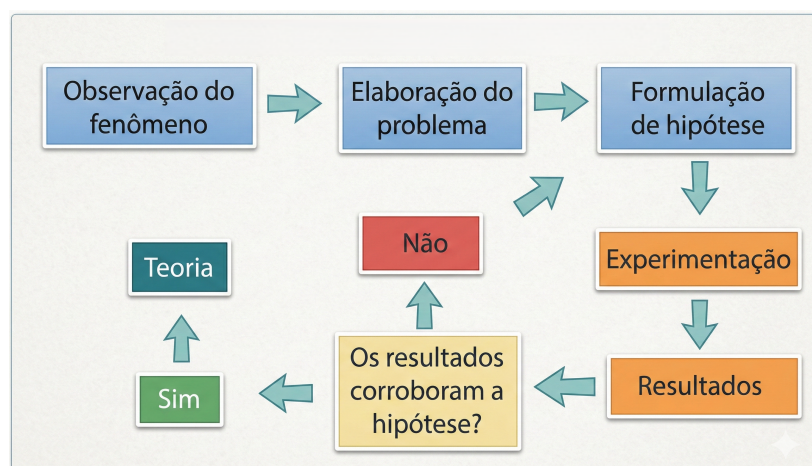 Observação do
fenômeno
Elaboração do
problema
Formulação
de hipótese
Experimentação
Resultados
Os resultados
corroboram a
hipótese?
Não
Sim
Teoria